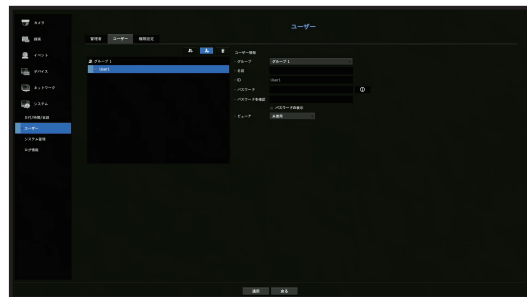 ユーザー
カメラ
録画
イベント
デバイス
ネットワーク
システム
日付/時間/言語
ユーザー
システム管理
ログ情報
管理者 ユーザー 権限設定
グループ 1
User1
ユーザー情報
グループ グループ 1
名前
ID User1
パスワード
パスワードを確認
パスワードの表示
ビューア 未使用
適用 戻る